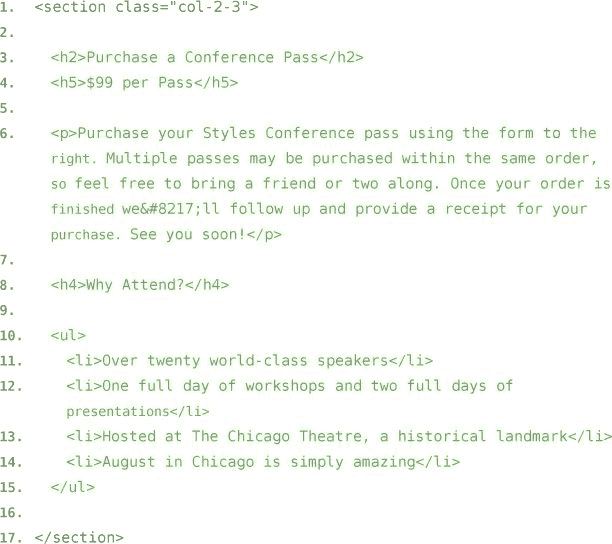 1. <section class="col-2-3">
2.
3. <h2>Purchase a Conference Pass</h2>
4. <h5>$99 per Pass</h5>
5.
6. <p>Purchase your Styles Conference pass using the form to the
right. Multiple passes may be purchased within the same order,
so feel free to bring a friend or two along. Once your order is
finished we&#8217;ll follow up and provide a receipt for your
purchase. See you soon!</p>
7.
8. <h4>Why Attend?</h4>
9.
10. <ul>
11. <li>Over twenty world-class speakers</li>
12. <li>One full day of workshops and two full days of
presentations</li>
13. <li>Hosted at The Chicago Theatre, a historical landmark</li>
14. <li>August in Chicago is simply amazing</li>
15. </ul>
16.
17. </section>